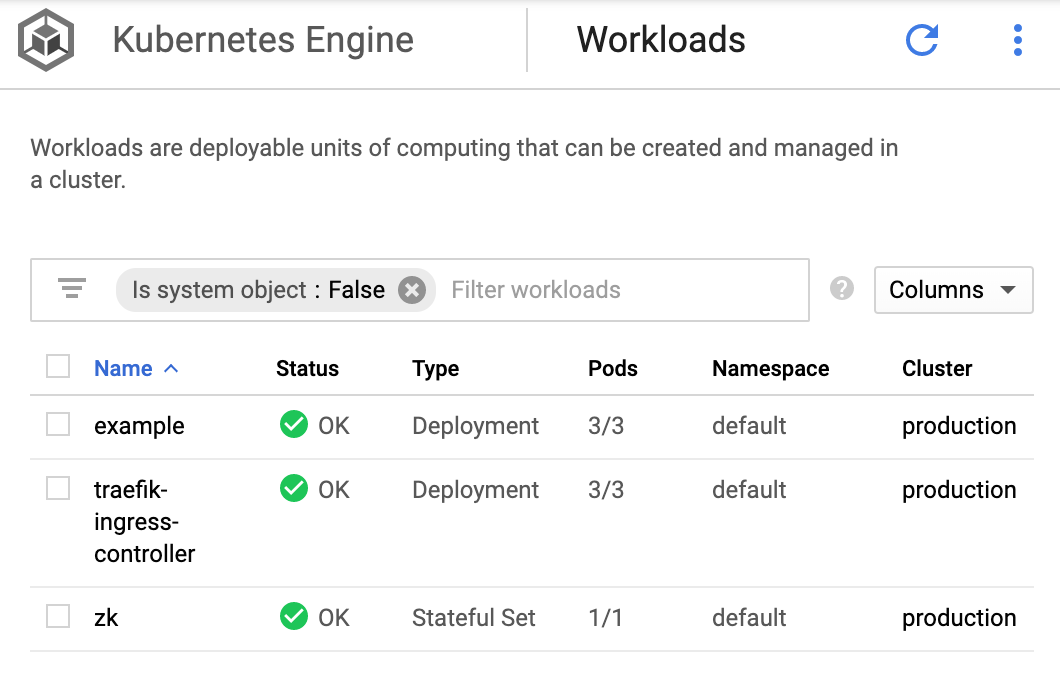 Kubernetes Engine Workloads
Workloads are deployable units of computing that can be created and managed in
a cluster.
Is system object : False Filter workloads ? Columns
Name Status Type Pods Namespace Cluster
example OK Deployment 3/3 default production
traefik- OK Deployment 3/3 default production
ingress-
controller
zk OK Stateful Set 1/1 default production